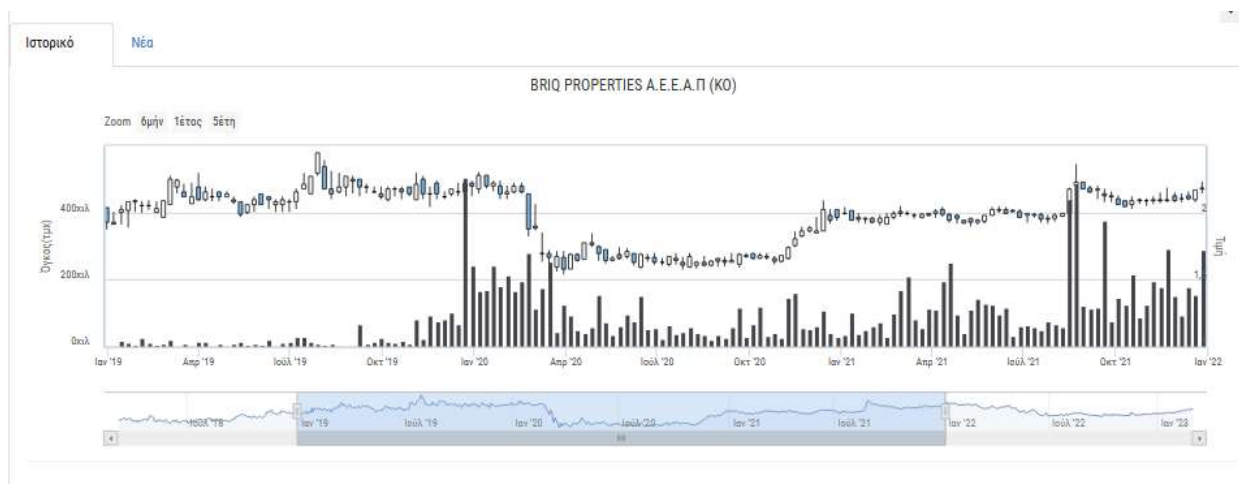 Ιστορικό Νέα
BRIQ PROPERTIES Α.Ε.Ε.Α.Π (ΚΟ)
Zoom 6μήν 1έτος 5έτη
400χιλ
200χιλ
0χιλ
Όγκος(τμχ)
2
1,
Τιμή
Ιαν '19 Απρ '19 Ιούλ '19 Οκτ '19 Ιαν '20 Απρ '20 Ιούλ '20 Οκτ '20 Ιαν '21 Απρ '21 Ιούλ '21 Οκτ '21 Ιαν '22
Ιούλ '18 Ιαν '19 Ιούλ '19 Ιαν '20 Ιούλ '20 Ιαν '21 Ιούλ '21 Ιαν '22 Ιούλ '22 Ιαν '23